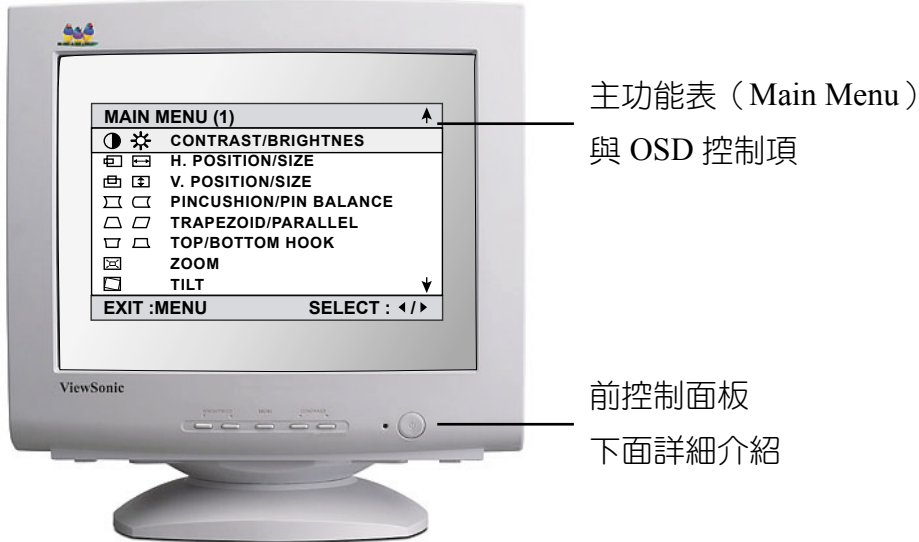 MAIN MENU (1)
CONTRAST/BRIGHTNES
H. POSITION/SIZE
V. POSITION/SIZE
PINCUSHION/PIN BALANCE
TRAPEZOID/PARALLEL
TOP/BOTTOM HOOK
ZOOM
TILT
EXIT :MENU SELECT : ◂/▸
主功能表（Main Menu）
與 OSD 控制項
ViewSonic
MENU
前控制面板
下面詳細介紹